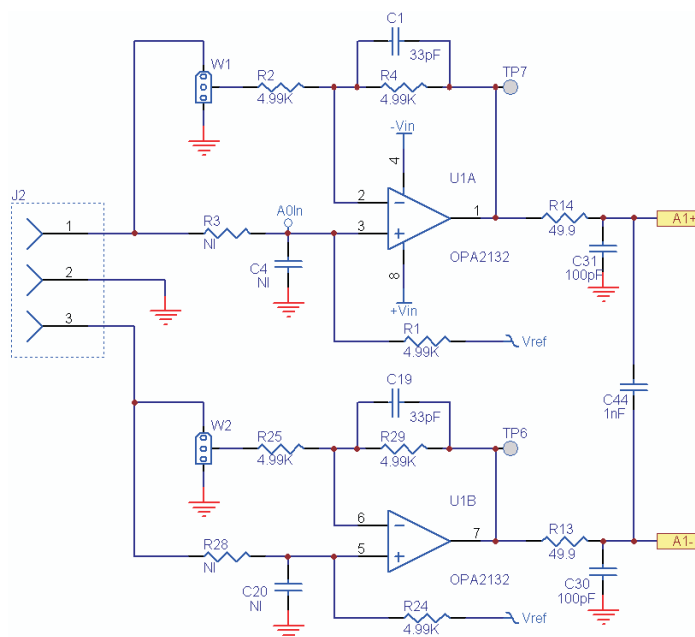 C1
33pF
W1
R2
4.99K
R4
4.99K
TP7
-Vin
4
U1A
J2
2
A0In
1
R3
NI
3
1
R14
49.9
A1+
C4
NI
OPA2132
C31
100pF
2
8
+Vin
3
R1
4.99K
Vref
C19
33pF
C44
1nF
W2
R25
4.99K
R29
4.99K
TP6
U1B
6
R28
NI
5
7
R13
49.9
A1-
C20
NI
OPA2132
C30
100pF
R24
4.99K
Vref